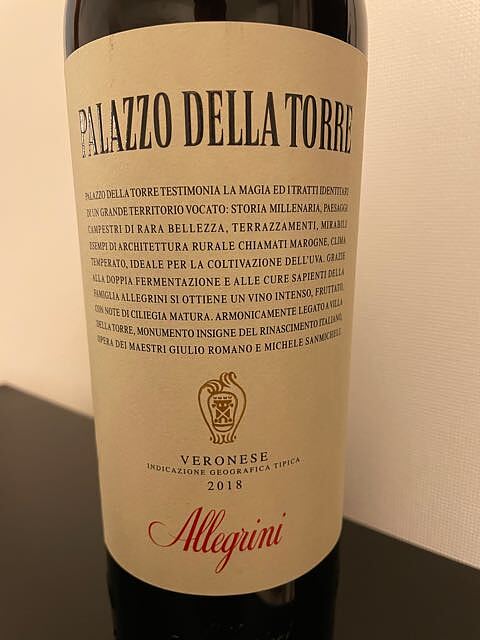 PALAZZO DELLA TORRE
PALAZZO DELLA TORRE TESTIMONIA LA MAGIA ED I TRATTI IDENTITARI
DI UN GRANDE TERRITORIO VOCATO: STORIA MILLENARIA, PAESAGGI
CAMPESTRI DI RARA BELLEZZA, TERRAZZAMENTI, MIRABILI
ESEMPI DI ARCHITETTURA RURALE CHIAMATI MAROGNE, CLIMA
TEMPERATO, IDEALE PER LA COLTIVAZIONE DELL'UVA. GRAZIE
ALLA DOPPIA FERMENTAZIONE E ALLE CURE SAPIENTI DELLA
FAMIGLIA ALLEGRINI SI OTTIENE UN VINO INTENSO, FRUTTATO,
CON NOTE DI CILIEGIA MATURA. ARMONICAMENTE LEGATO A VILLA
DELLA TORRE, MONUMENTO INSIGNE DEL RINASCIMENTO ITALIANO,
OPERA DEI MAESTRI GIULIO ROMANO E MICHELE SANMICHELI.
VERONESE
INDICAZIONE GEOGRAFICA TIPICA
2018
Allegrini